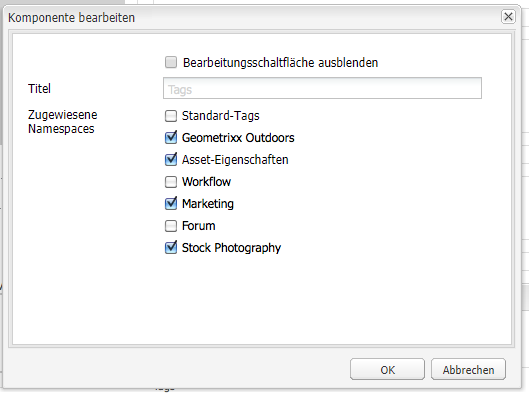 Komponente bearbeiten
Bearbeitungsschaltfläche ausblenden
Titel
Tags
Zugewiesene
Namespaces
Standard-Tags
Geometrixx Outdoors
Asset-Eigenschaften
Workflow
Marketing
Forum
Stock Photography
OK
Abbrechen